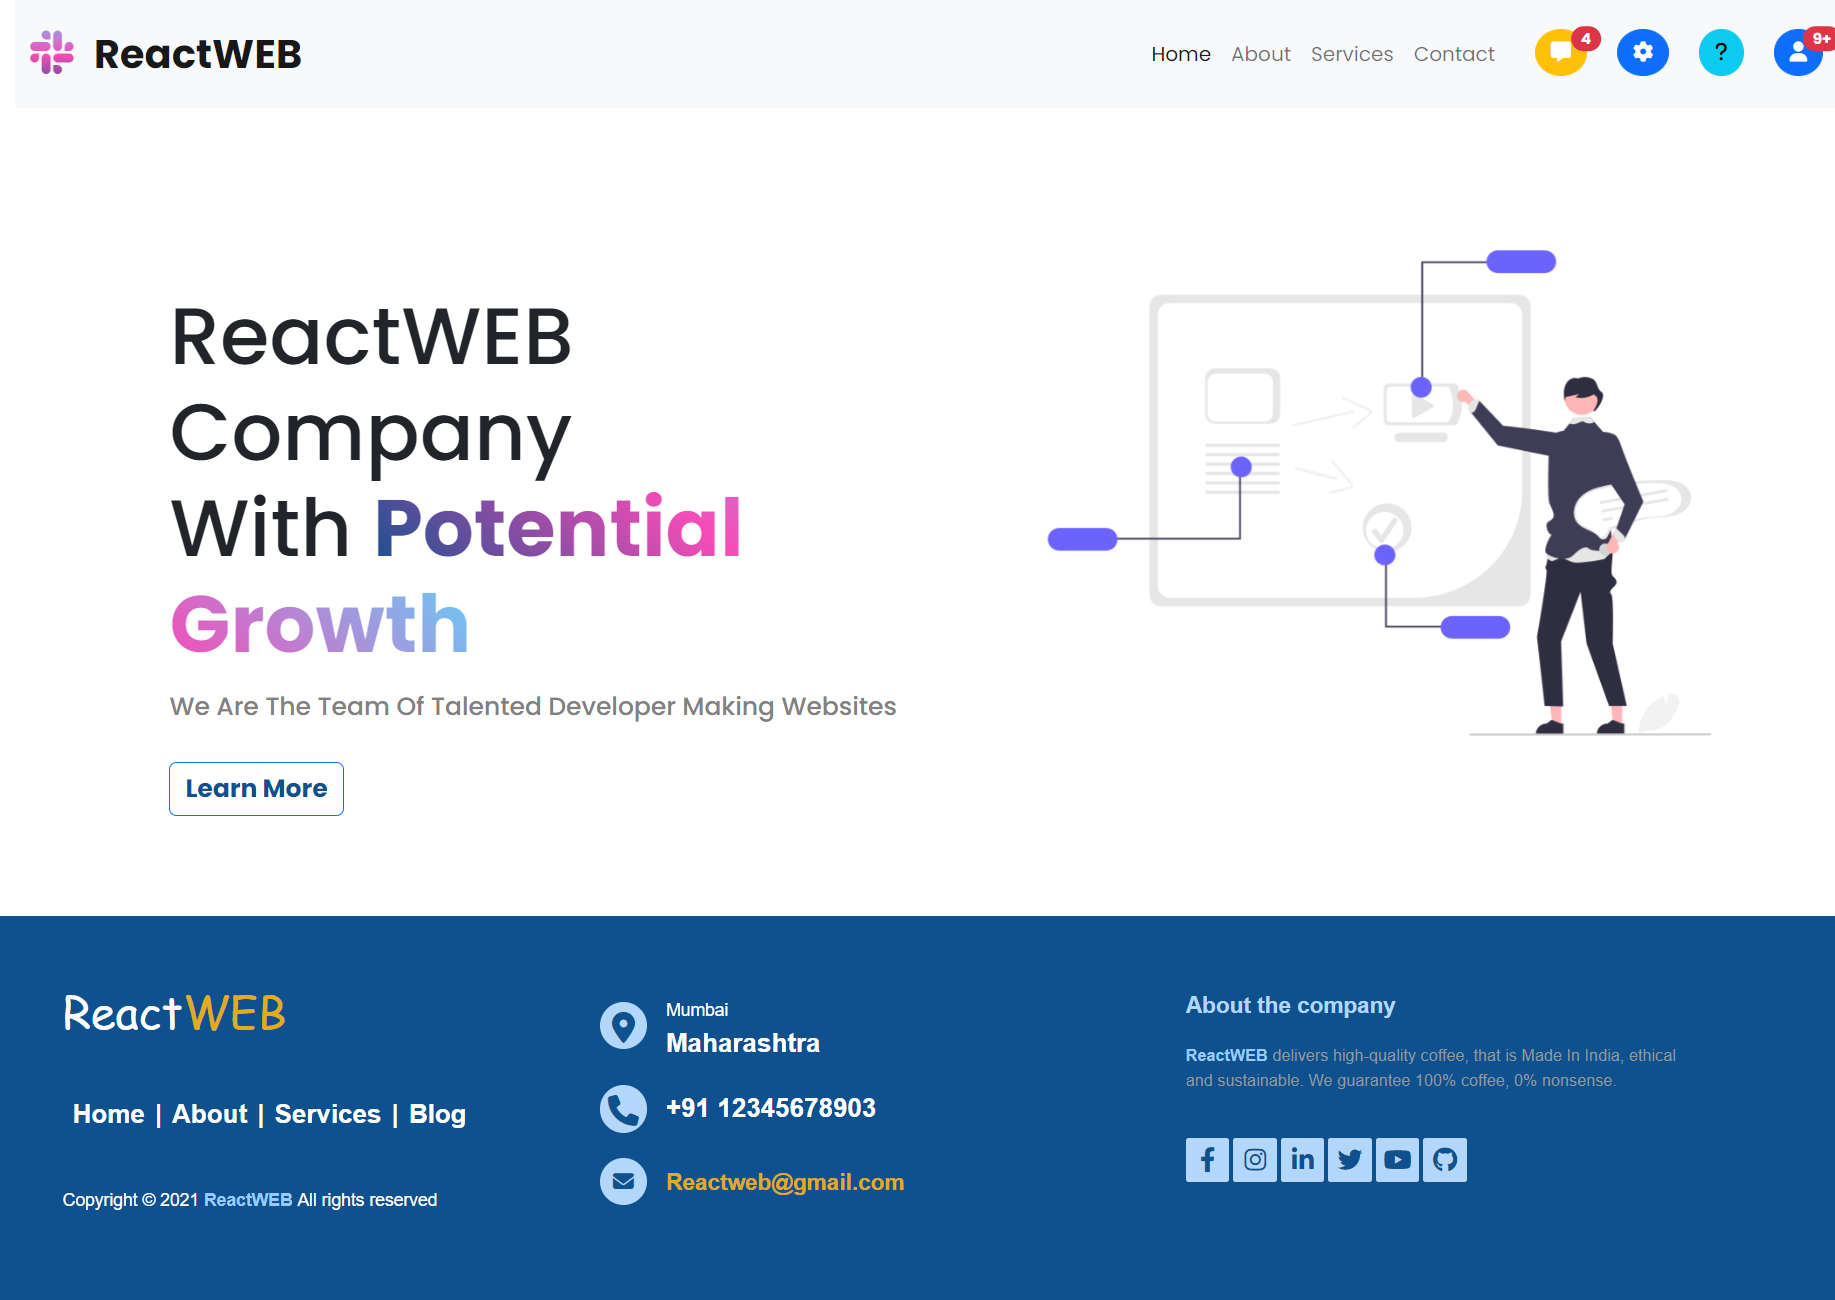 ReactWEB
Home About Services Contact 4 ? 9+
ReactWEB
Company
With Potential
Growth
We Are The Team Of Talented Developer Making Websites
Learn More
ReactWEB
Home | About | Services | Blog
Copyright © 2021 ReactWEB All rights reserved
Mumbai
Maharashtra
+91 12345678903
Reactweb@gmail.com
About the company
ReactWEB delivers high-quality coffee, that is Made In India, ethical
and sustainable. We guarantee 100% coffee, 0% nonsense.